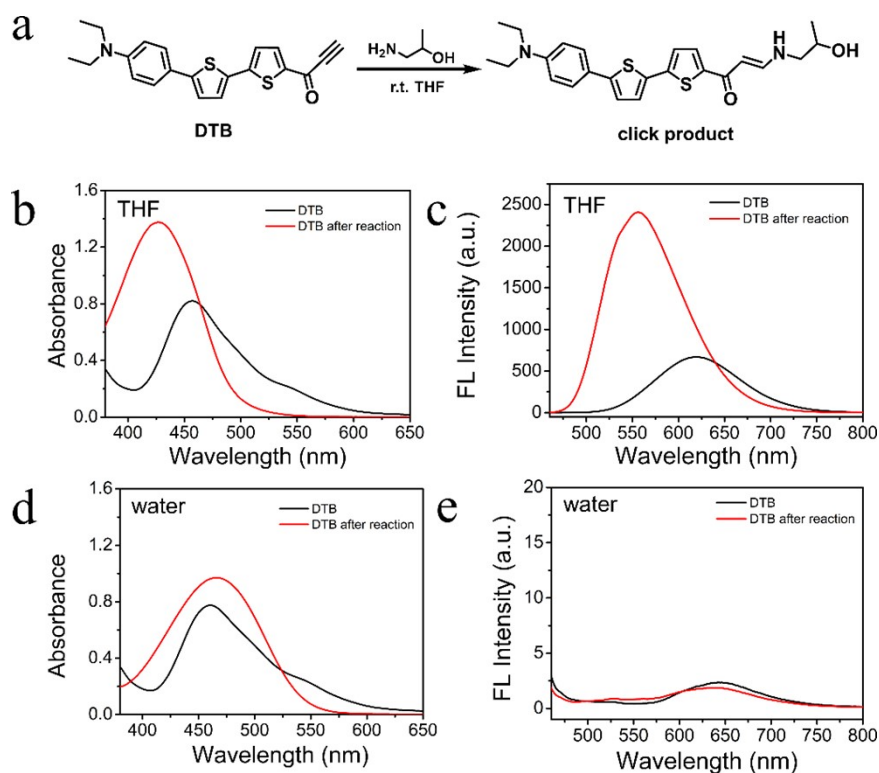 a
N
S
S
O
DTB
H2N
OH
r.t. THF
N
S
S
O
H
N
OH
click product
b
THF
DTB
DTB after reaction
Absorbance
1.6
1.2
0.8
0.4
0.0
400 450 500 550 600 650
Wavelength (nm)
c
THF
DTB
DTB after reaction
FL Intensity (a.u.)
2500
2000
1500
1000
500
0
500 550 600 650 700 750 800
Wavelength (nm)
d
water
DTB
DTB after reaction
Absorbance
1.6
1.2
0.8
0.4
0.0
400 450 500 550 600 650
Wavelength (nm)
e
water
DTB
DTB after reaction
FL Intensity (a.u.)
20
15
10
5
0
500 550 600 650 700 750 800
Wavelength (nm)